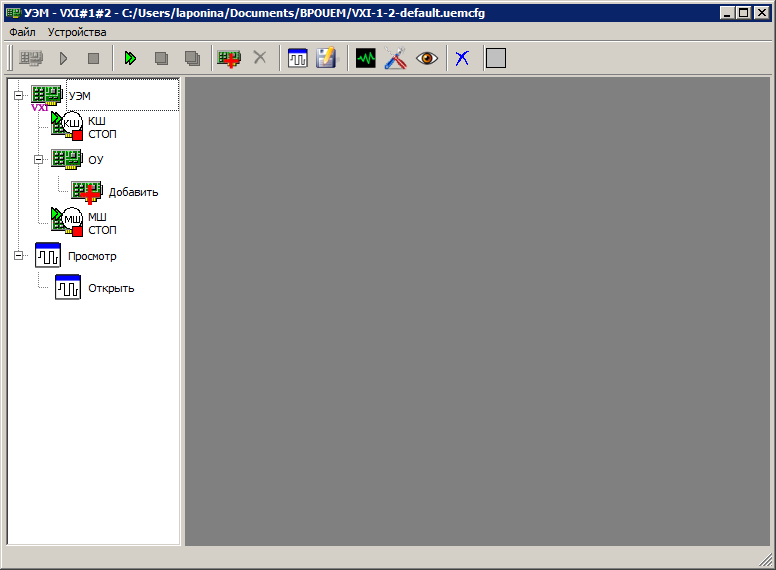 УЭМ - VXI#1#2 - C:/Users/laponina/Documents/BPOUEM/VXI-1-2-default.uemcfg
Файл Устройства
УЭМ
VXI
КШ
КШ
СТОП
ОУ
Добавить
МШ
МШ
СТОП
Просмотр
Открыть